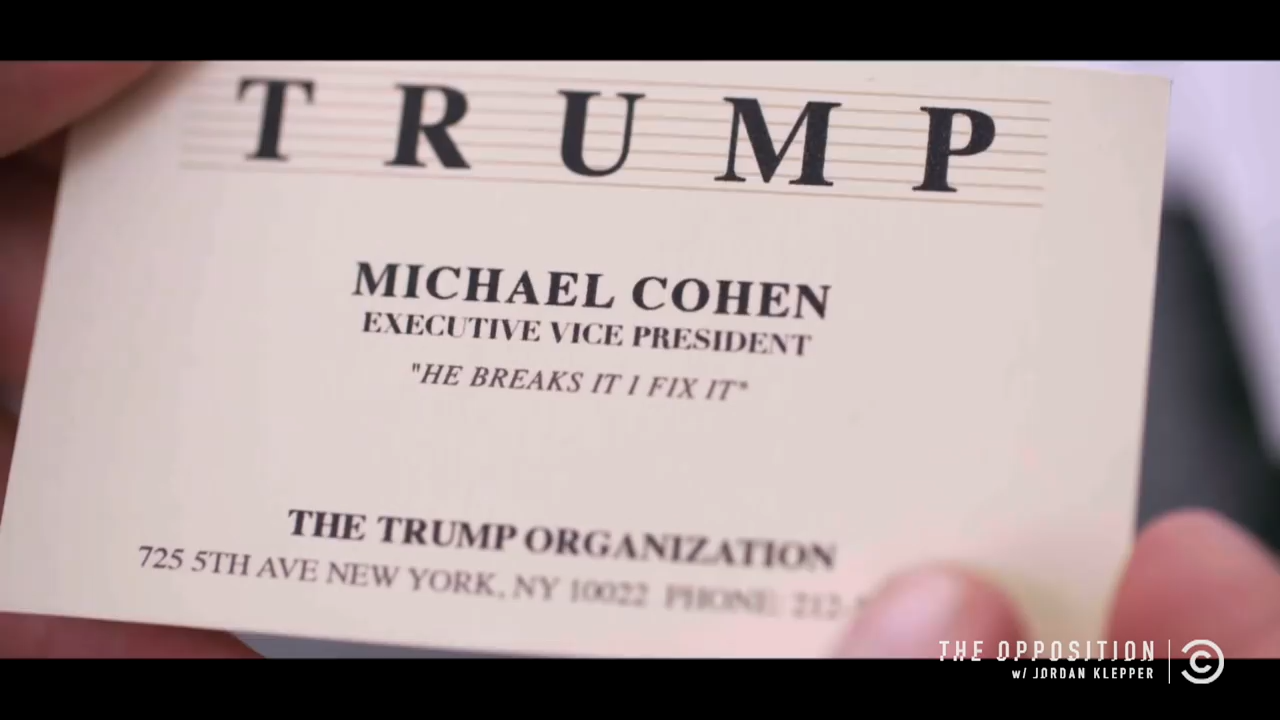 TRUMP
MICHAEL COHEN
EXECUTIVE VICE PRESIDENT
"HE BREAKS IT I FIX IT"
THE TRUMP ORGANIZATION
725 5TH AVE NEW YORK, NY 10022 PHONE: 212-
THE OPPOSITION
w/ JORDAN KLEPPER